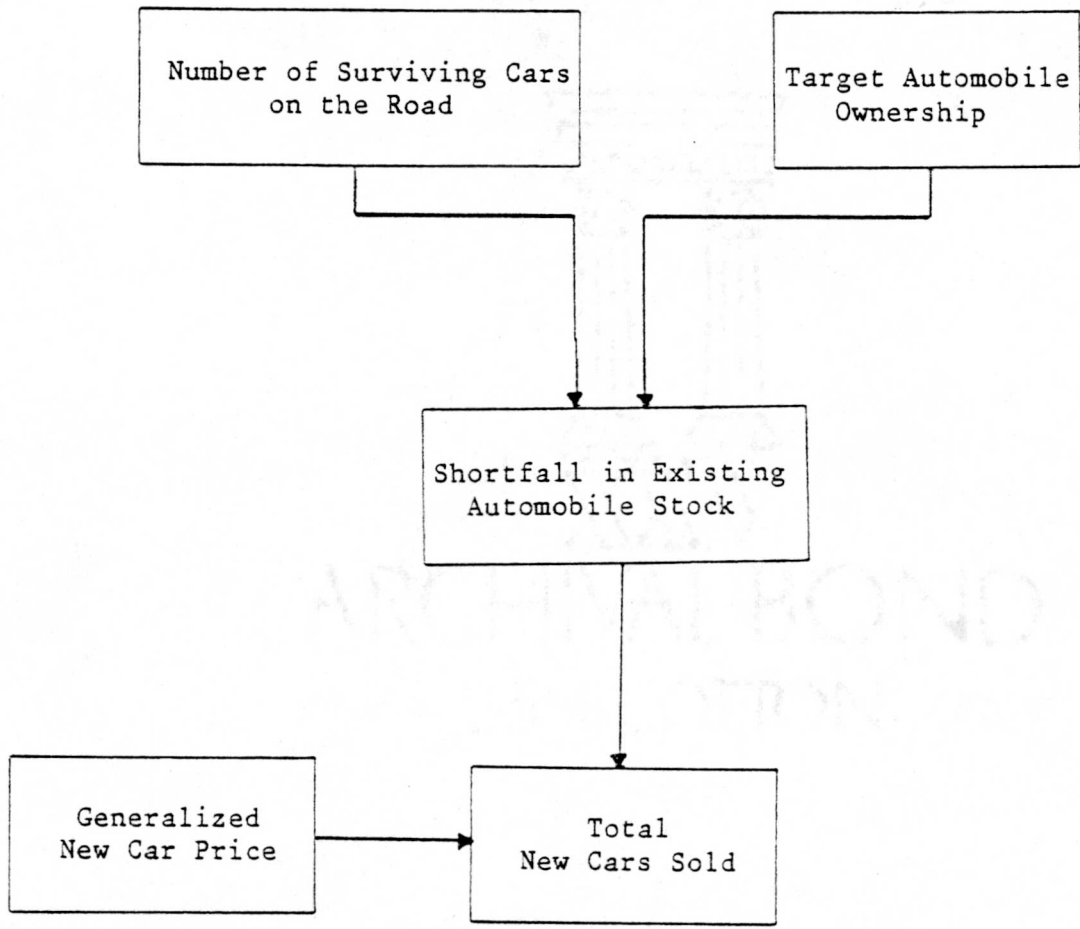 Number of Surviving Cars
on the Road
Target Automobile
Ownership
Shortfall in Existing
Automobile Stock
Generalized
New Car Price
Total
New Cars Sold